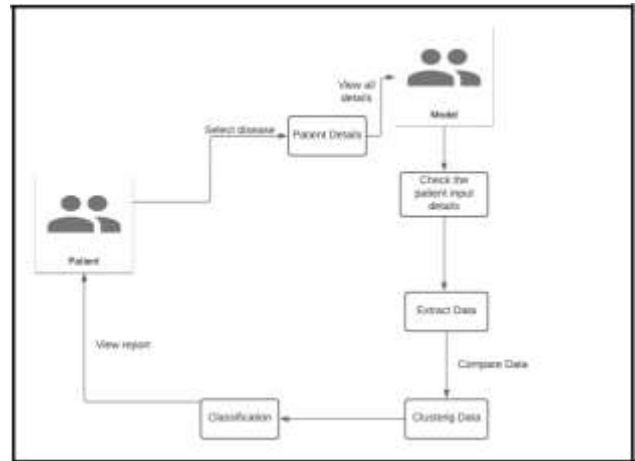 View all
details
Model
Select disease
Patient Details
Check the
patient input
details
Patient
Extract Data
View report
Compare Data
Classification
Clusterig Data